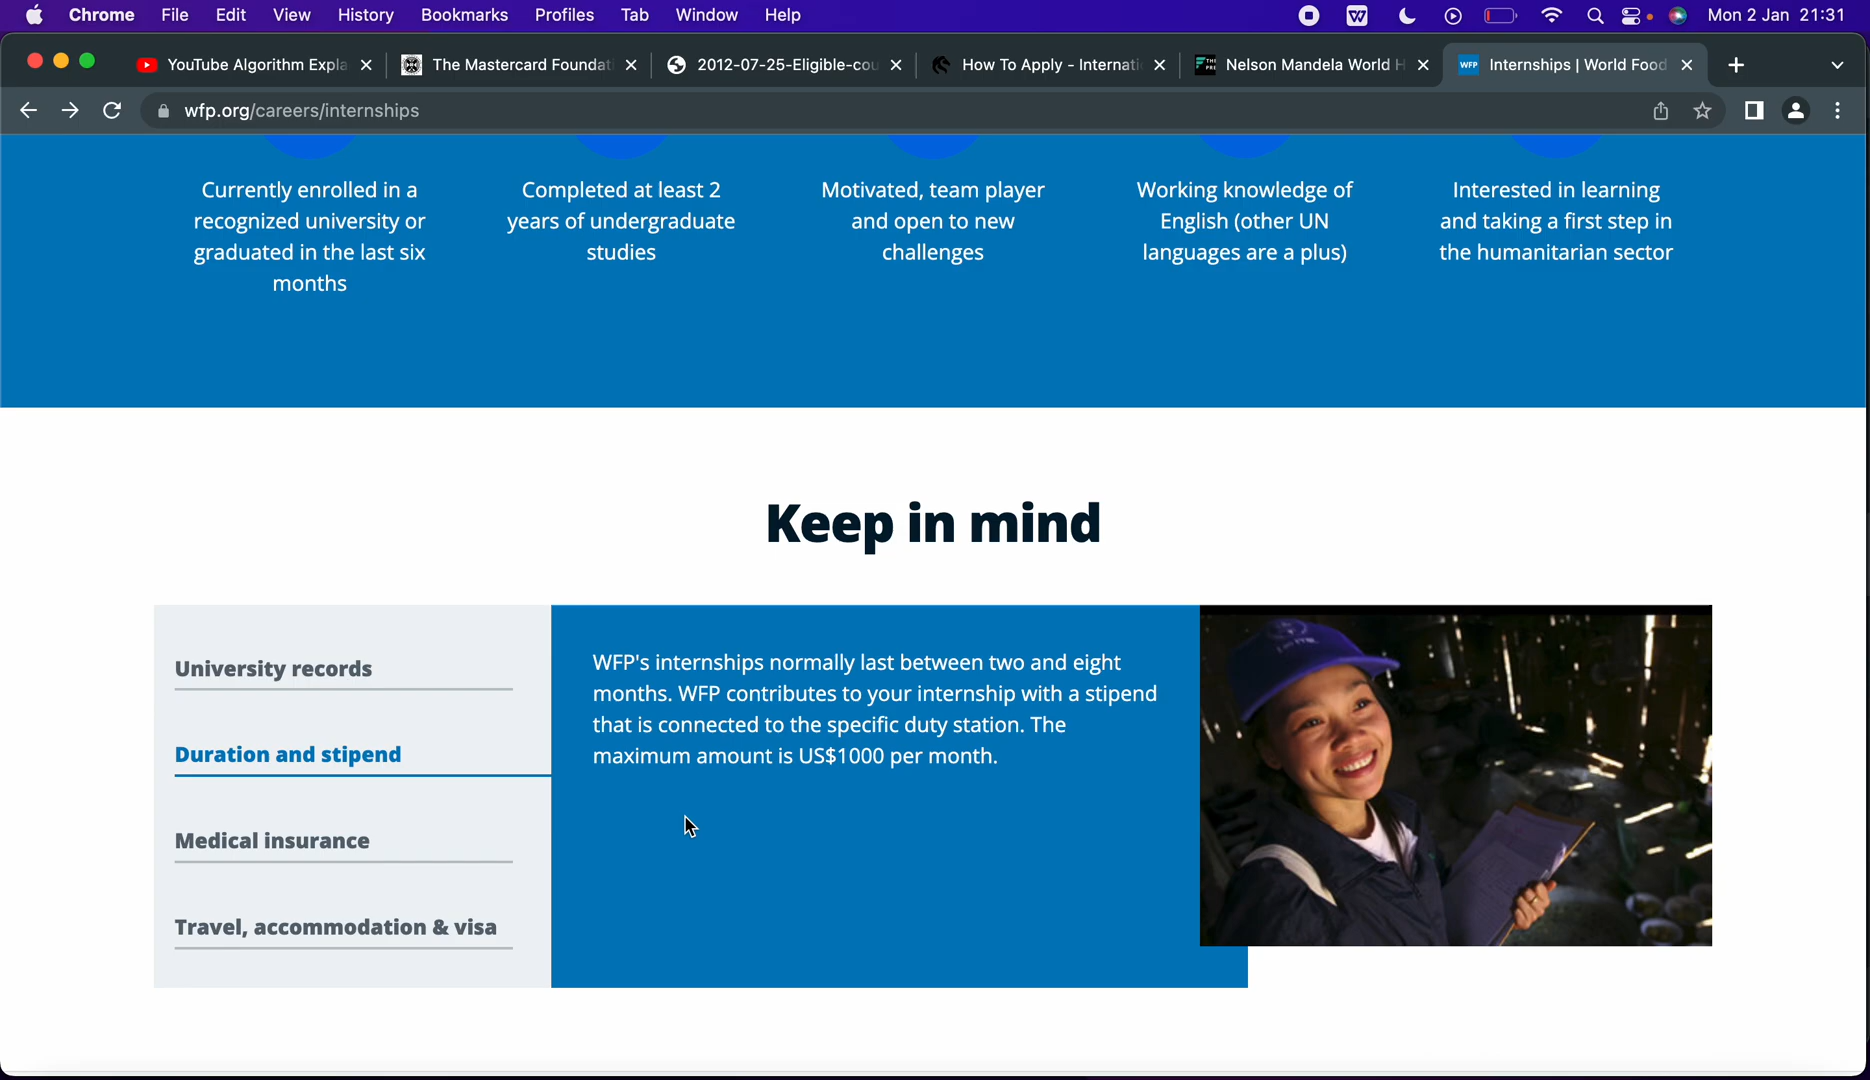 Chrome File Edit View History Bookmarks Profiles Tab Window Help Mon 2 Jan 21:31
YouTube Algorithm Expla The Mastercard Foundat 2012-07-25-Eligible-cou How To Apply - Internati Nelson Mandela World H WFP Internships | World Food
wfp.org/careers/internships
Currently enrolled in a
recognized university or
graduated in the last six
months
Completed at least 2
years of undergraduate
studies
Motivated, team player
and open to new
challenges
Working knowledge of
English (other UN
languages are a plus)
Interested in learning
and taking a first step in
the humanitarian sector
Keep in mind
University records
Duration and stipend
Medical insurance
Travel, accommodation & visa
WFP's internships normally last between two and eight
months. WFP contributes to your internship with a stipend
that is connected to the specific duty station. The
maximum amount is US$1000 per month.